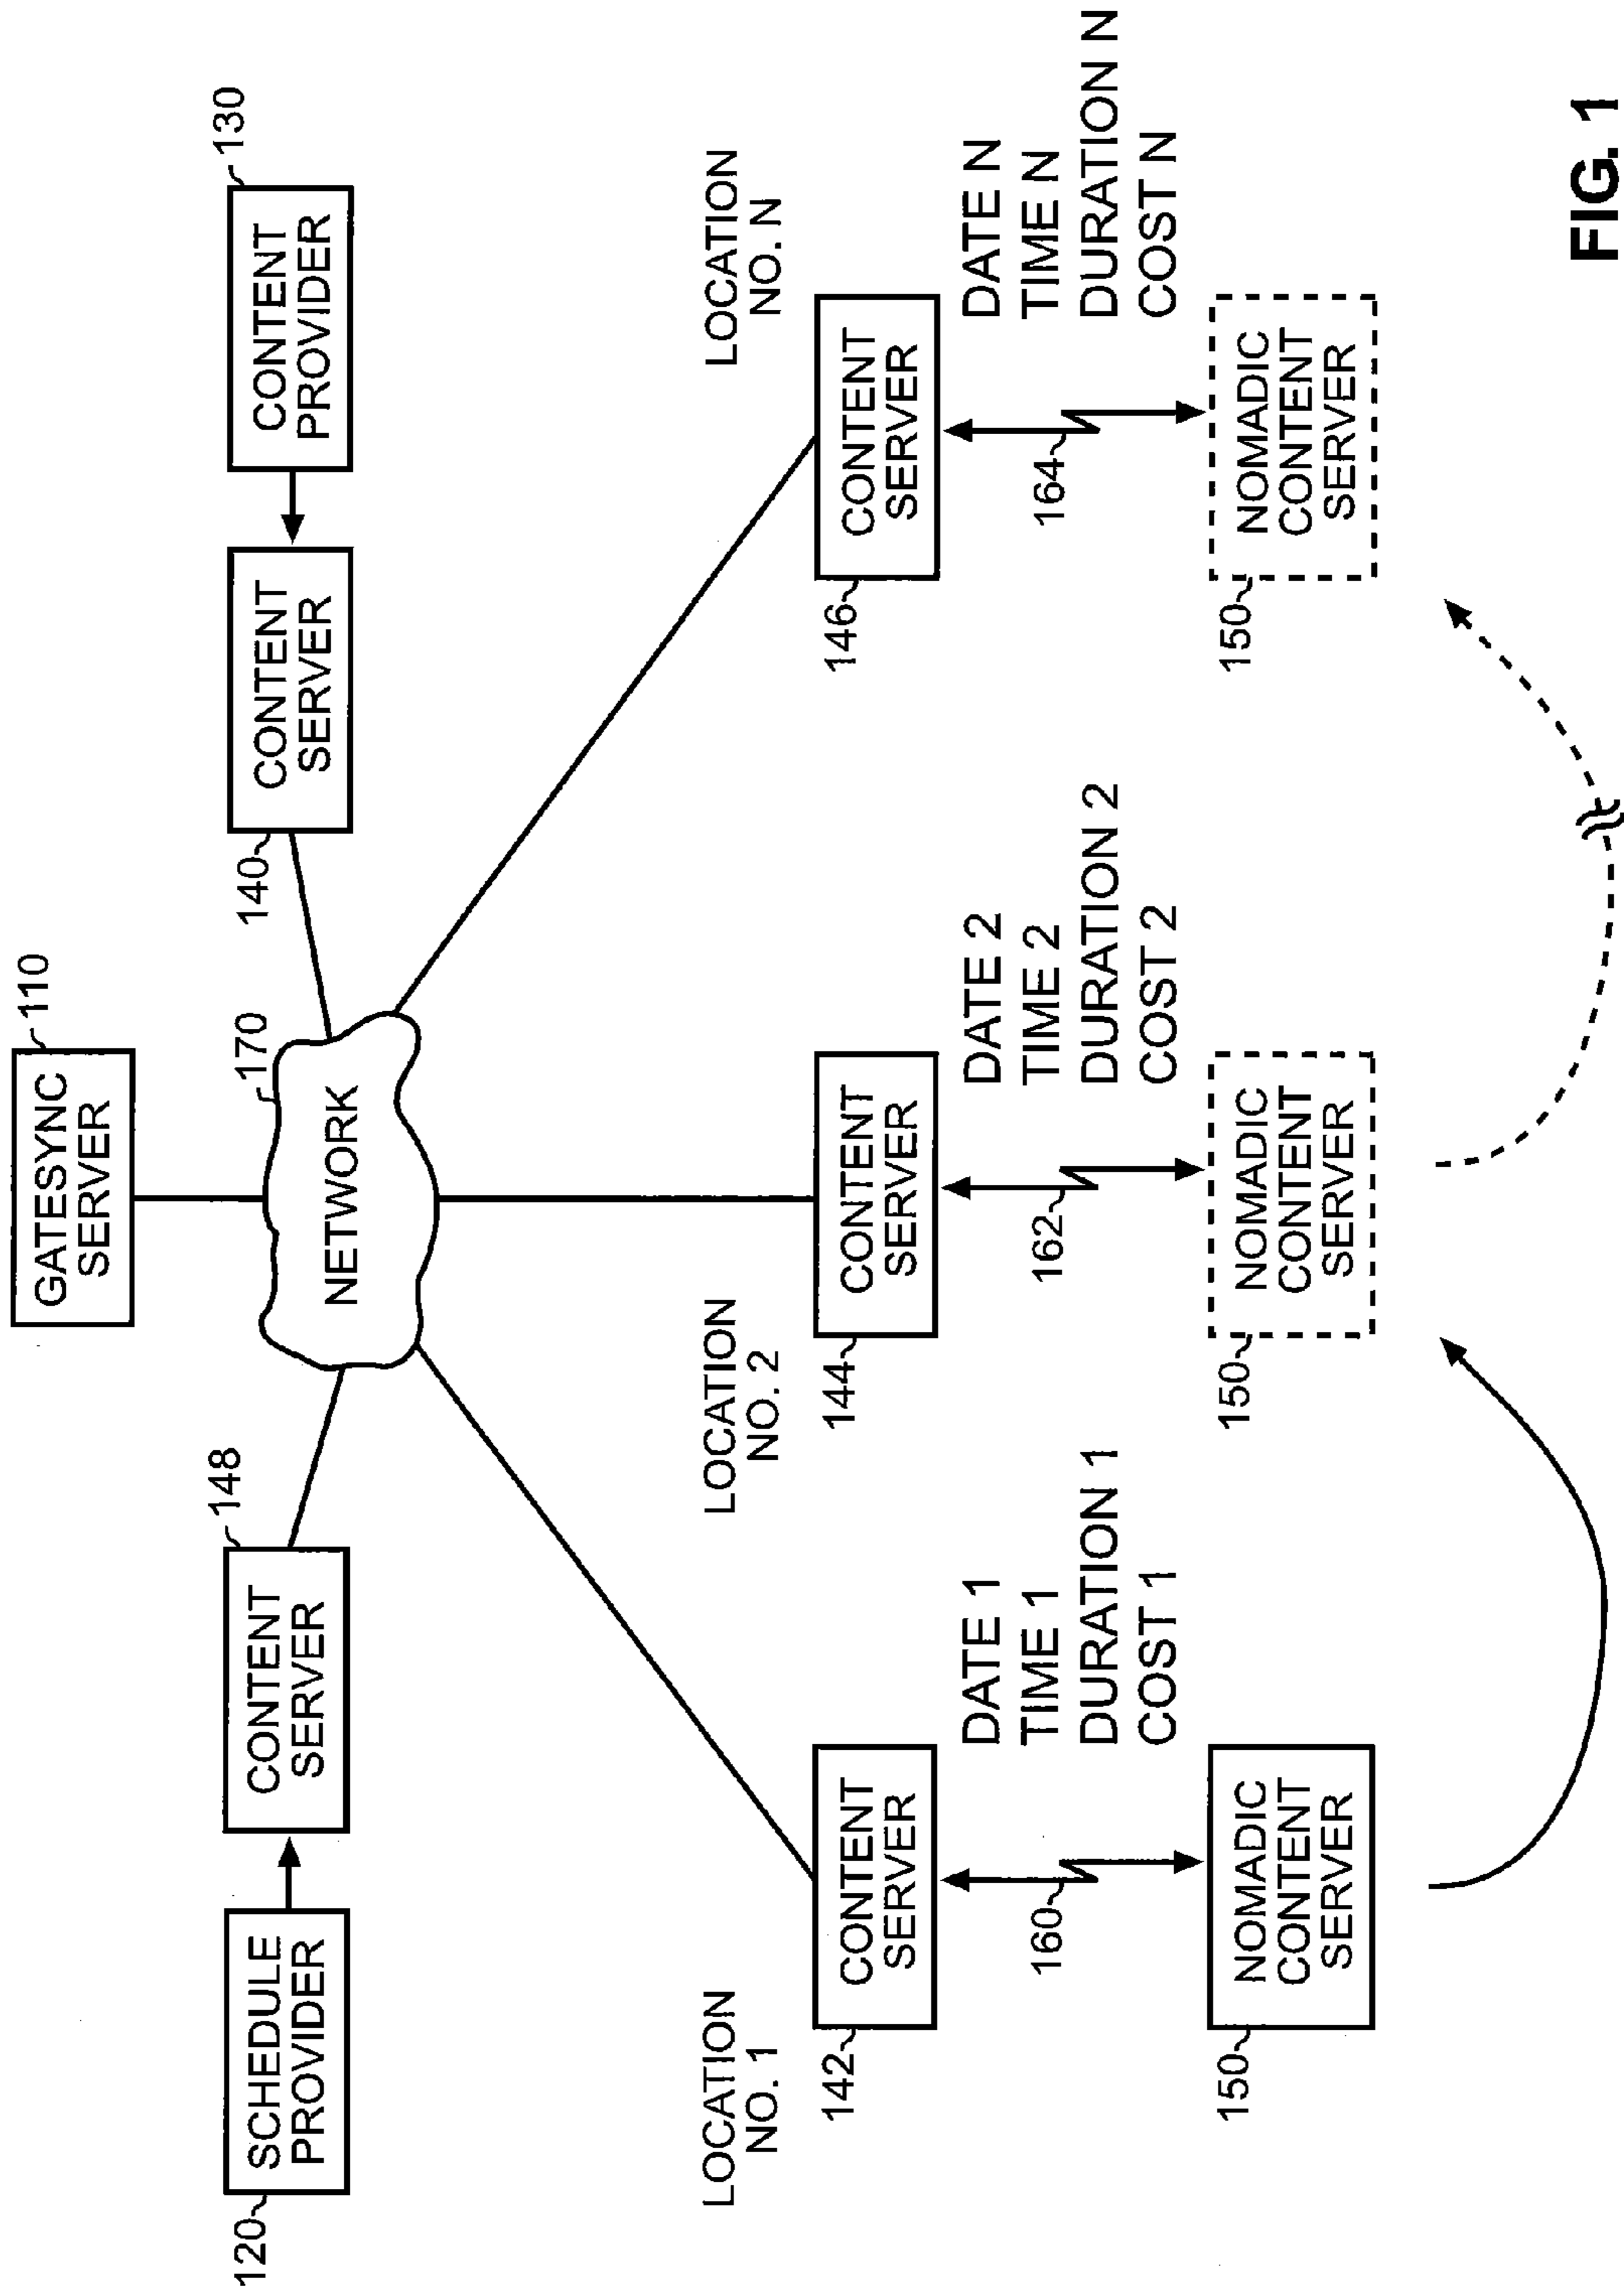 GATESYNC
SERVER
110
170
NETWORK
120
SCHEDULE
PROVIDER
148
CONTENT
SERVER
140
CONTENT
SERVER
130
CONTENT
PROVIDER
LOCATION
NO. 1
142
CONTENT
SERVER
160
DATE 1
TIME 1
DURATION 1
COST 1
150
NOMADIC
CONTENT
SERVER
LOCATION
NO. 2
144
CONTENT
SERVER
162
DATE 2
TIME 2
DURATION 2
COST 2
150
NOMADIC
CONTENT
SERVER
LOCATION
NO. N
146
CONTENT
SERVER
164
DATE N
TIME N
DURATION N
COST N
150
NOMADIC
CONTENT
SERVER
FIG. 1